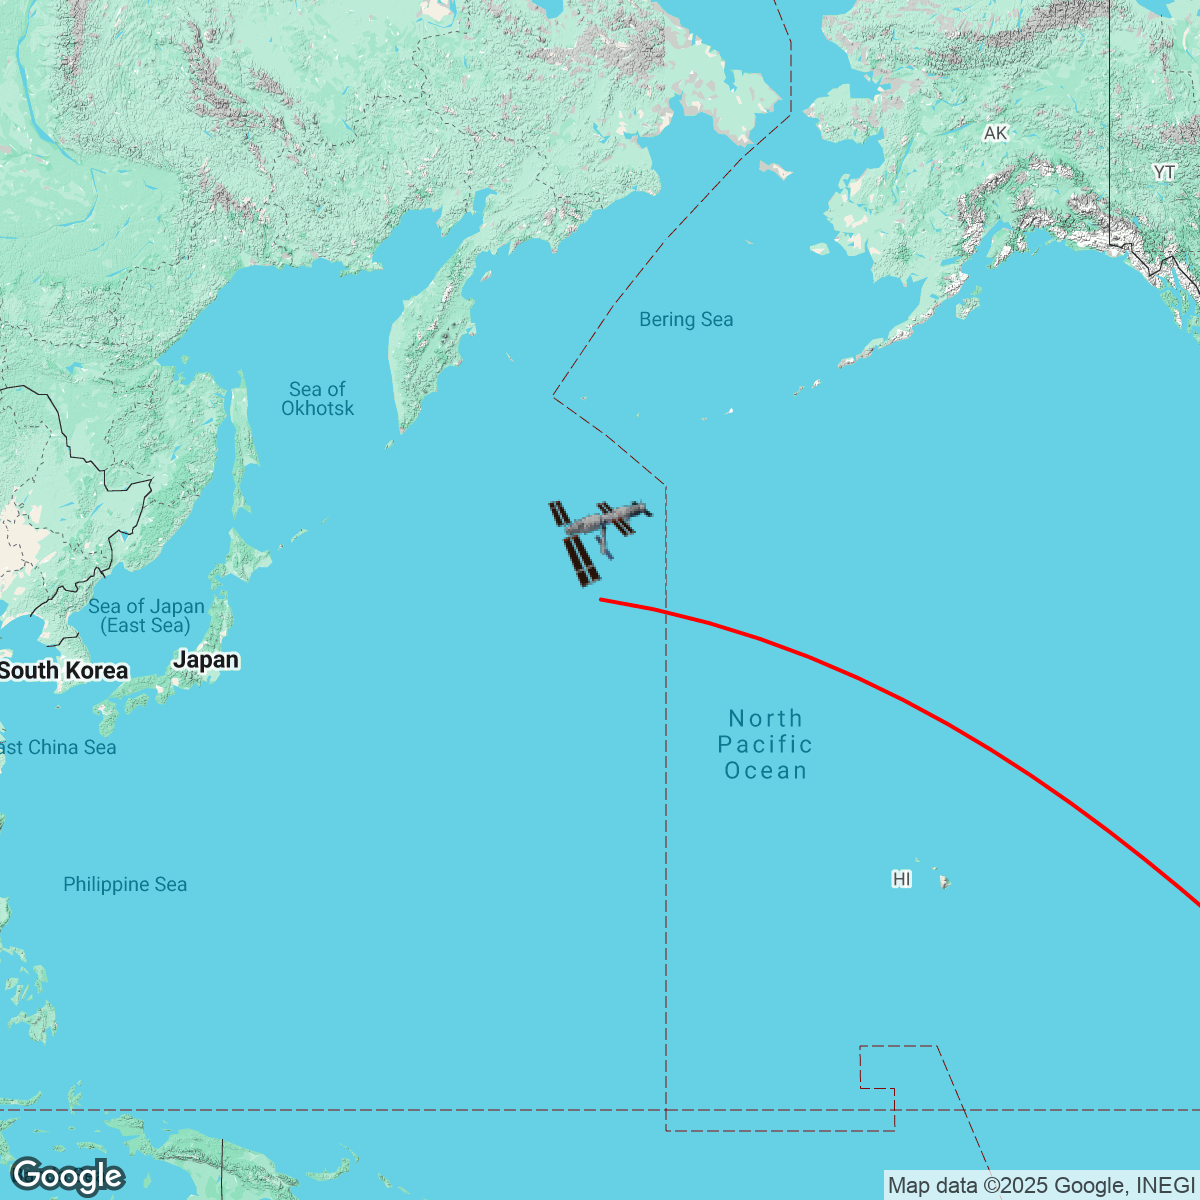 AK
YT
Bering Sea
Sea of
Okhotsk
Sea of Japan
(East Sea)
Japan
South Korea
North
Pacific
Ocean
ast China Sea
HI
Philippine Sea
Google
Map data ©2025 Google, INEGI